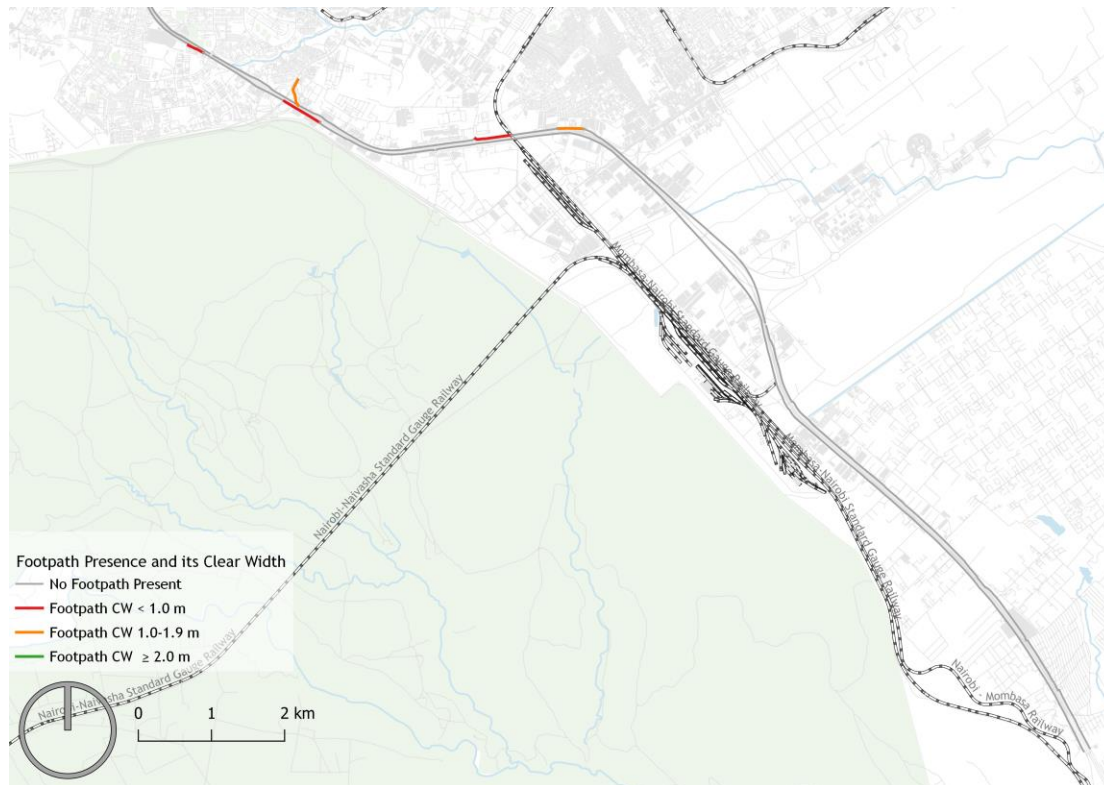 Mombasa-Nairobi Standard Gauge Railway
Nairobi-Naivasha Standard Gauge Railway
Mombasa-Nairobi Standard Gauge Railway
Footpath Presence and its Clear Width
No Footpath Present
Footpath CW < 1.0 m
Footpath CW 1.0-1.9 m
Footpath CW ≥ 2.0 m
Nairobi-Naivasha Standard Gauge Railway
Nairobi - Mombasa Railway
0 1 2 km